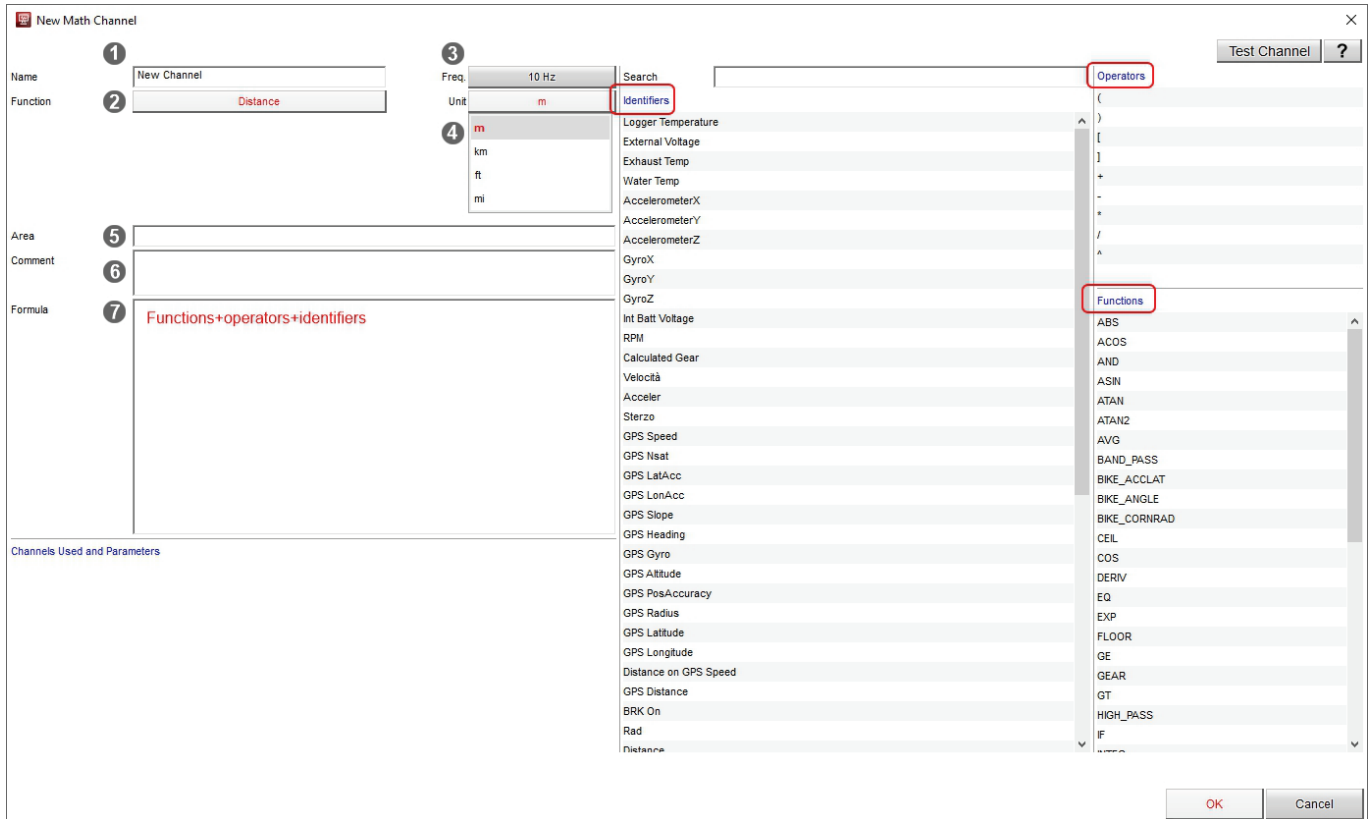 New Math Channel
Test Channel ?
1
3
Name New Channel Freq. 10 Hz Search
Function 2 Distance Unit m
4
m
km
ft
mi
Area 5
Comment 6
Formula 7 Functions+operators+identifiers
Channels Used and Parameters
Identifiers
Logger Temperature
External Voltage
Exhaust Temp
Water Temp
AccelerometerX
AccelerometerY
AccelerometerZ
GyroX
GyroY
GyroZ
Int Batt Voltage
RPM
Calculated Gear
Velocità
Acceler
Sterzo
GPS Speed
GPS Nsat
GPS LatAcc
GPS LonAcc
GPS Slope
GPS Heading
GPS Gyro
GPS Altitude
GPS PosAccuracy
GPS Radius
GPS Latitude
GPS Longitude
Distance on GPS Speed
GPS Distance
BRK On
Rad
Distance
Operators
(
)
[
]
+
-
*
/
^
Functions
ABS
ACOS
AND
ASIN
ATAN
ATAN2
AVG
BAND_PASS
BIKE_ACCLAT
BIKE_ANGLE
BIKE_CORNRAD
CEIL
COS
DERIV
EQ
EXP
FLOOR
GE
GEAR
GT
HIGH_PASS
IF
OK Cancel